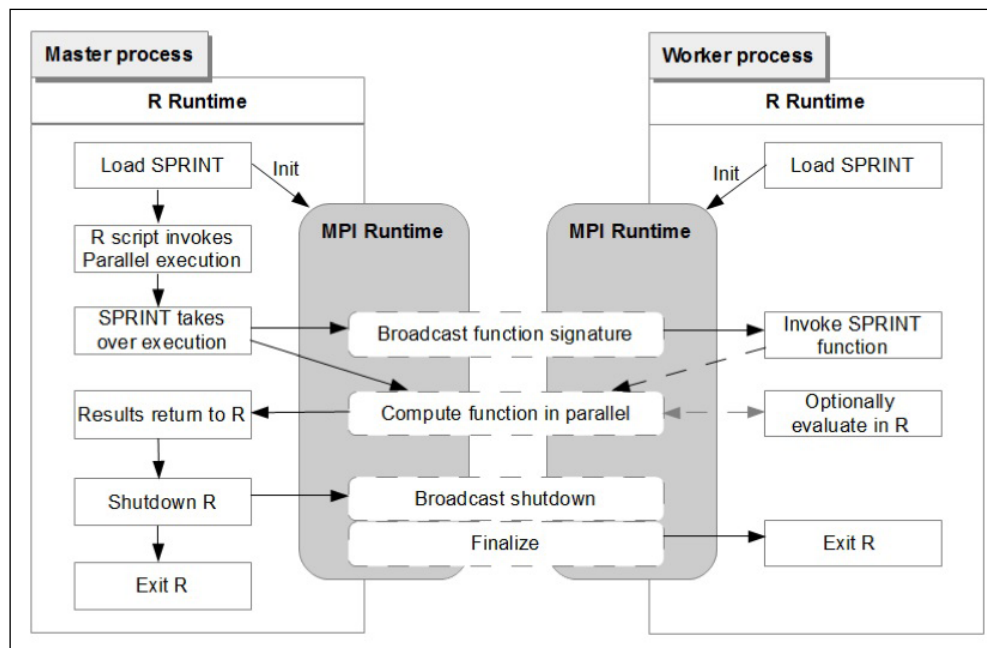 Master process
Worker process
R Runtime
R Runtime
Load SPRINT
Init
Init
Load SPRINT
MPI Runtime
MPI Runtime
R script invokes
Parallel execution
SPRINT takes
over execution
Broadcast function signature
Invoke SPRINT
function
Results return to R
Compute function in parallel
Optionally
evaluate in R
Shutdown R
Broadcast shutdown
Finalize
Exit R
Exit R